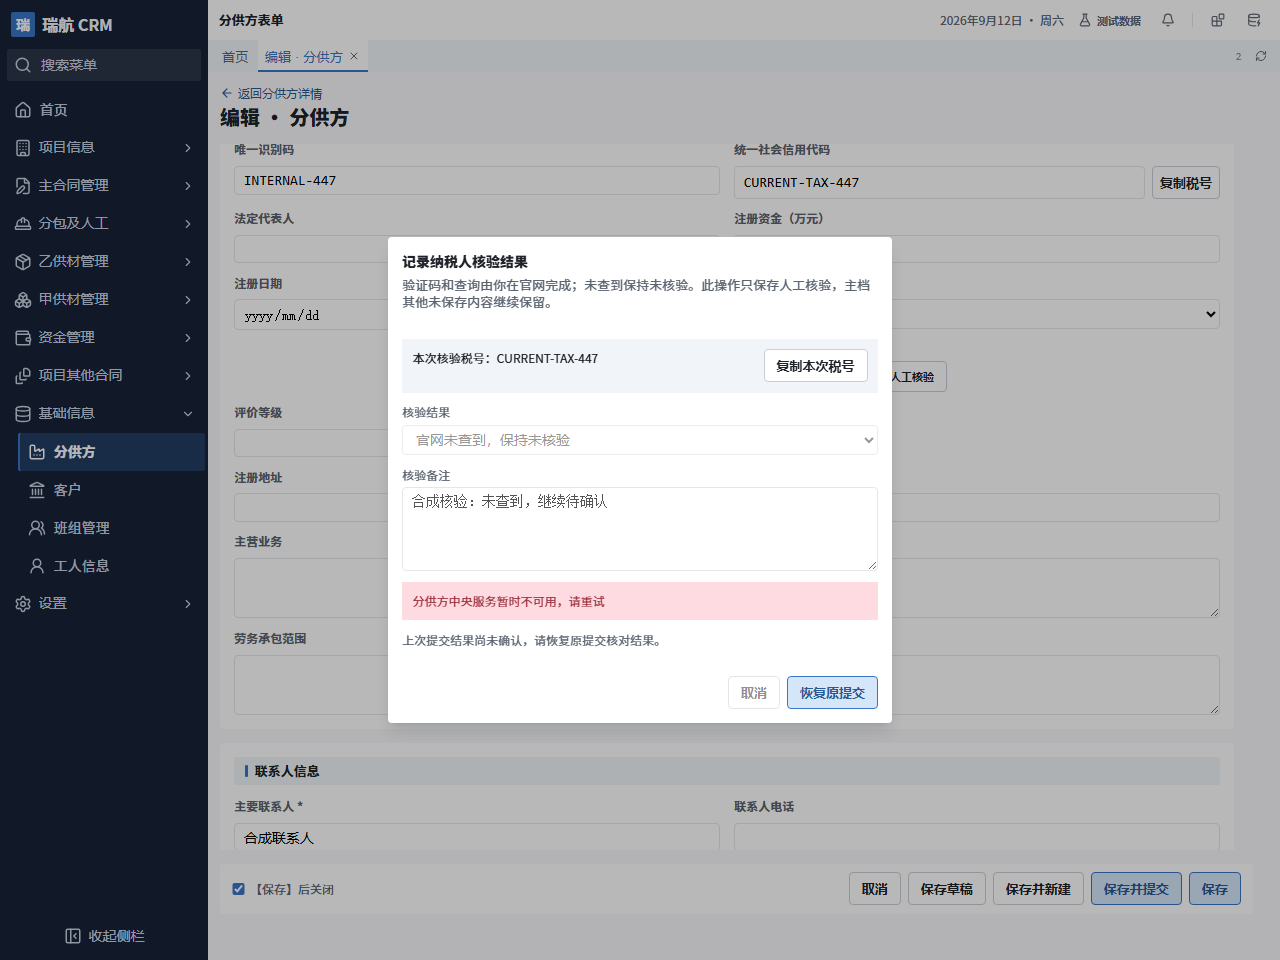 瑞 瑞航 CRM
搜索菜单
首页
项目信息
主合同管理
分包及人工
乙供材管理
甲供材管理
资金管理
项目其他合同
基础信息
分供方
客户
班组管理
工人信息
设置
收起侧栏
分供方表单
2026年9月12日 · 周六 测试数据
首页 编辑 · 分供方 ×
2
← 返回分供方详情
编辑 · 分供方
唯一识别码 统一社会信用代码
INTERNAL-447 CURRENT-TAX-447 复制税号
法定代表人 注册资金（万元）
注册日期
yyyy/mm/dd
人工核验
评价等级
注册地址
主营业务
劳务承包范围
记录纳税人核验结果
验证码和查询由你在官网完成；未查到保持未核验。此操作只保存人工核验，主档
其他未保存内容继续保留。
本次核验税号：CURRENT-TAX-447 复制本次税号
核验结果
官网未查到，保持未核验
核验备注
合成核验：未查到，继续待确认
分供方中央服务暂时不可用，请重试
上次提交结果尚未确认，请恢复原提交核对结果。
取消 恢复原提交
联系人信息
主要联系人 * 联系人电话
合成联系人
【保存】后关闭 取消 保存草稿 保存并新建 保存并提交 保存